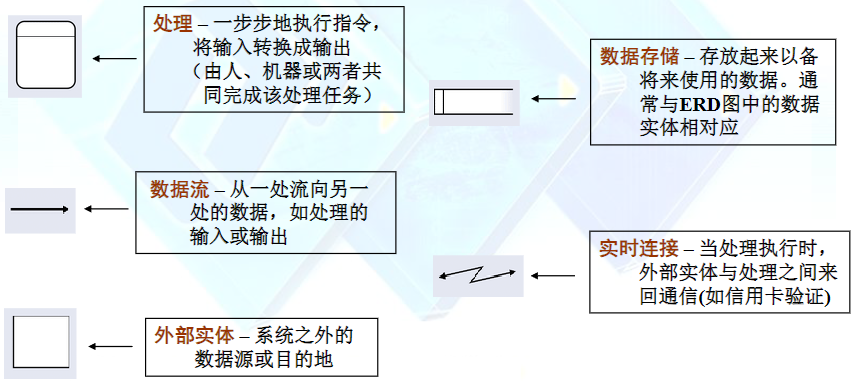 处理 – 一步步地执行指令，
将输入转换成输出
（由人、机器或两者共
同完成该处理任务）
数据存储 – 存放起来以备
将来使用的数据。通
常与ERD图中的数据
实体相对应
数据流 – 从一处流向另一
处的数据，如处理的
输入或输出
实时连接 – 当处理执行时，
外部实体与处理之间来
回通信(如信用卡验证)
外部实体 – 系统之外的
数据源或目的地